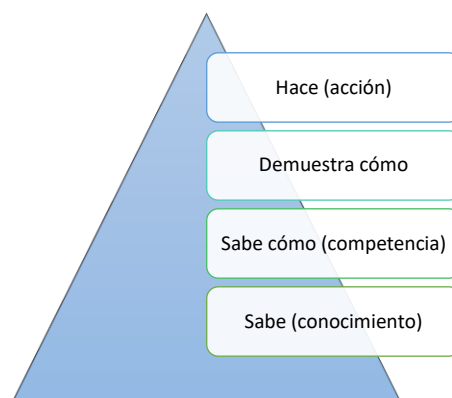 Hace (acción)
Demuestra cómo
Sabe cómo (competencia)
Sabe (conocimiento)